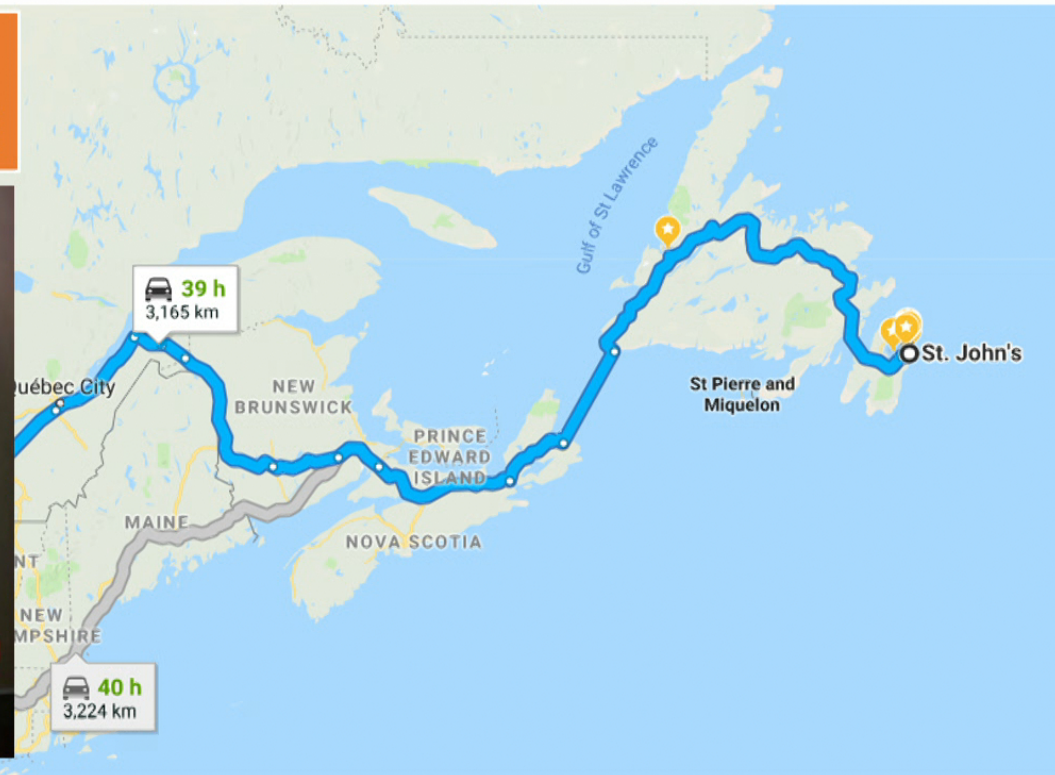 Gulf of St Lawrence
39 h
3,165 km
St. John's
Québec City
NEW
BRUNSWICK
St Pierre and
Miquelon
PRINCE
EDWARD
ISLAND
MAINE
NOVA SCOTIA
NT
NEW
MPSHIRE
40 h
3,224 km